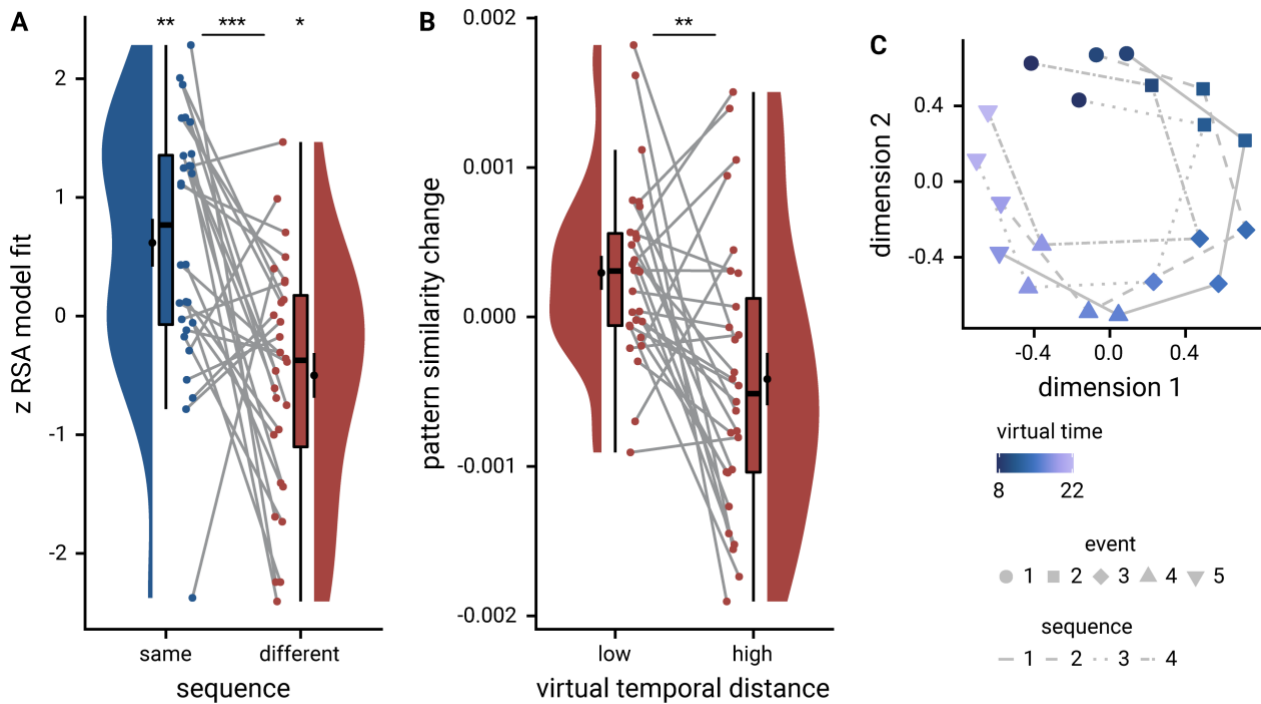 A
** *** *
z RSA model fit
2
1
0
-1
-2
same different
sequence
B
**
pattern similarity change
0.002
0.001
0.000
-0.001
-0.002
low high
virtual temporal distance
C
dimension 2
0.4
0.0
-0.4
-0.4 0.0 0.4
dimension 1
virtual time
8 22
event
1 2 3 4 5
sequence
1 2 3 4